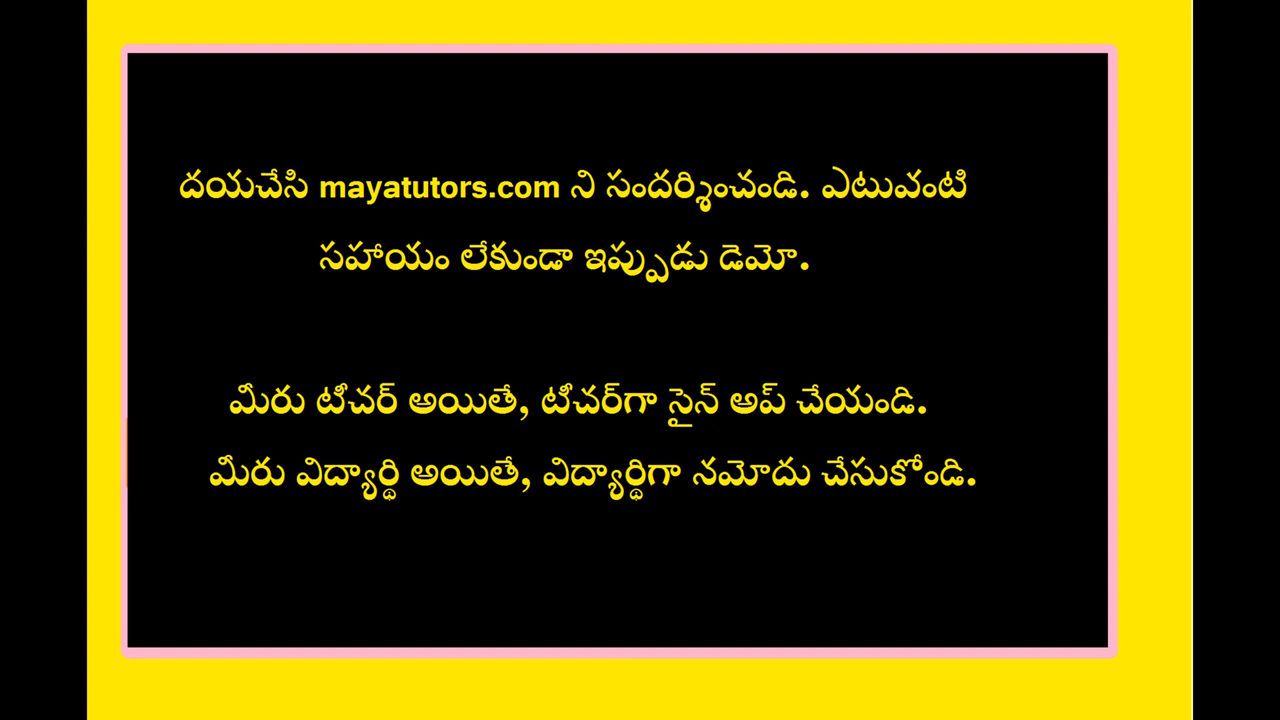 దయచేసి mayatutors.com ని సందర్శించండి. ఎటువంటి
సహాయం లేకుండా ఇప్పుడు డెమో.
మీరు టీచర్ అయితే, టీచర్‌గా సైన్ అప్ చేయండి.
మీరు విద్యార్థి అయితే, విద్యార్థిగా నమోదు చేసుకోండి.